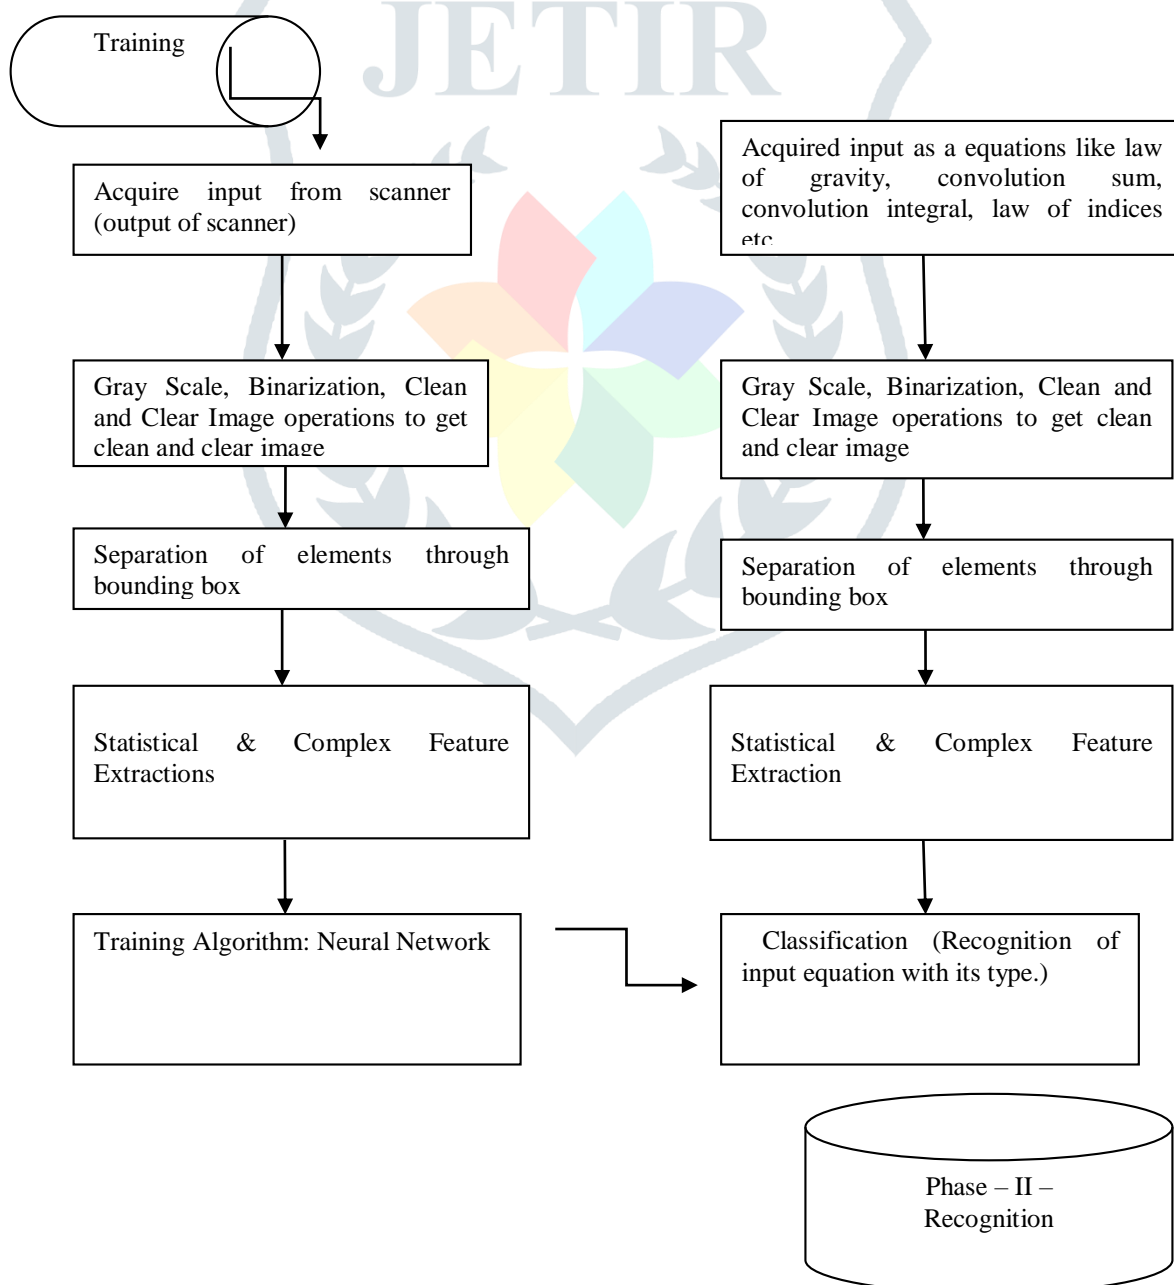 JETIR
Training
Acquire input from scanner
(output of scanner)
Gray Scale, Binarization, Clean
and Clear Image operations to get
clean and clear image
Separation of elements through
bounding box
Statistical & Complex Feature
Extractions
Training Algorithm: Neural Network
Acquired input as a equations like law
of gravity, convolution sum,
convolution integral, law of indices
etc
Gray Scale, Binarization, Clean and
Clear Image operations to get clean
and clear image
Separation of elements through
bounding box
Statistical & Complex Feature
Extraction
Classification (Recognition of
input equation with its type.)
Phase – II –
Recognition